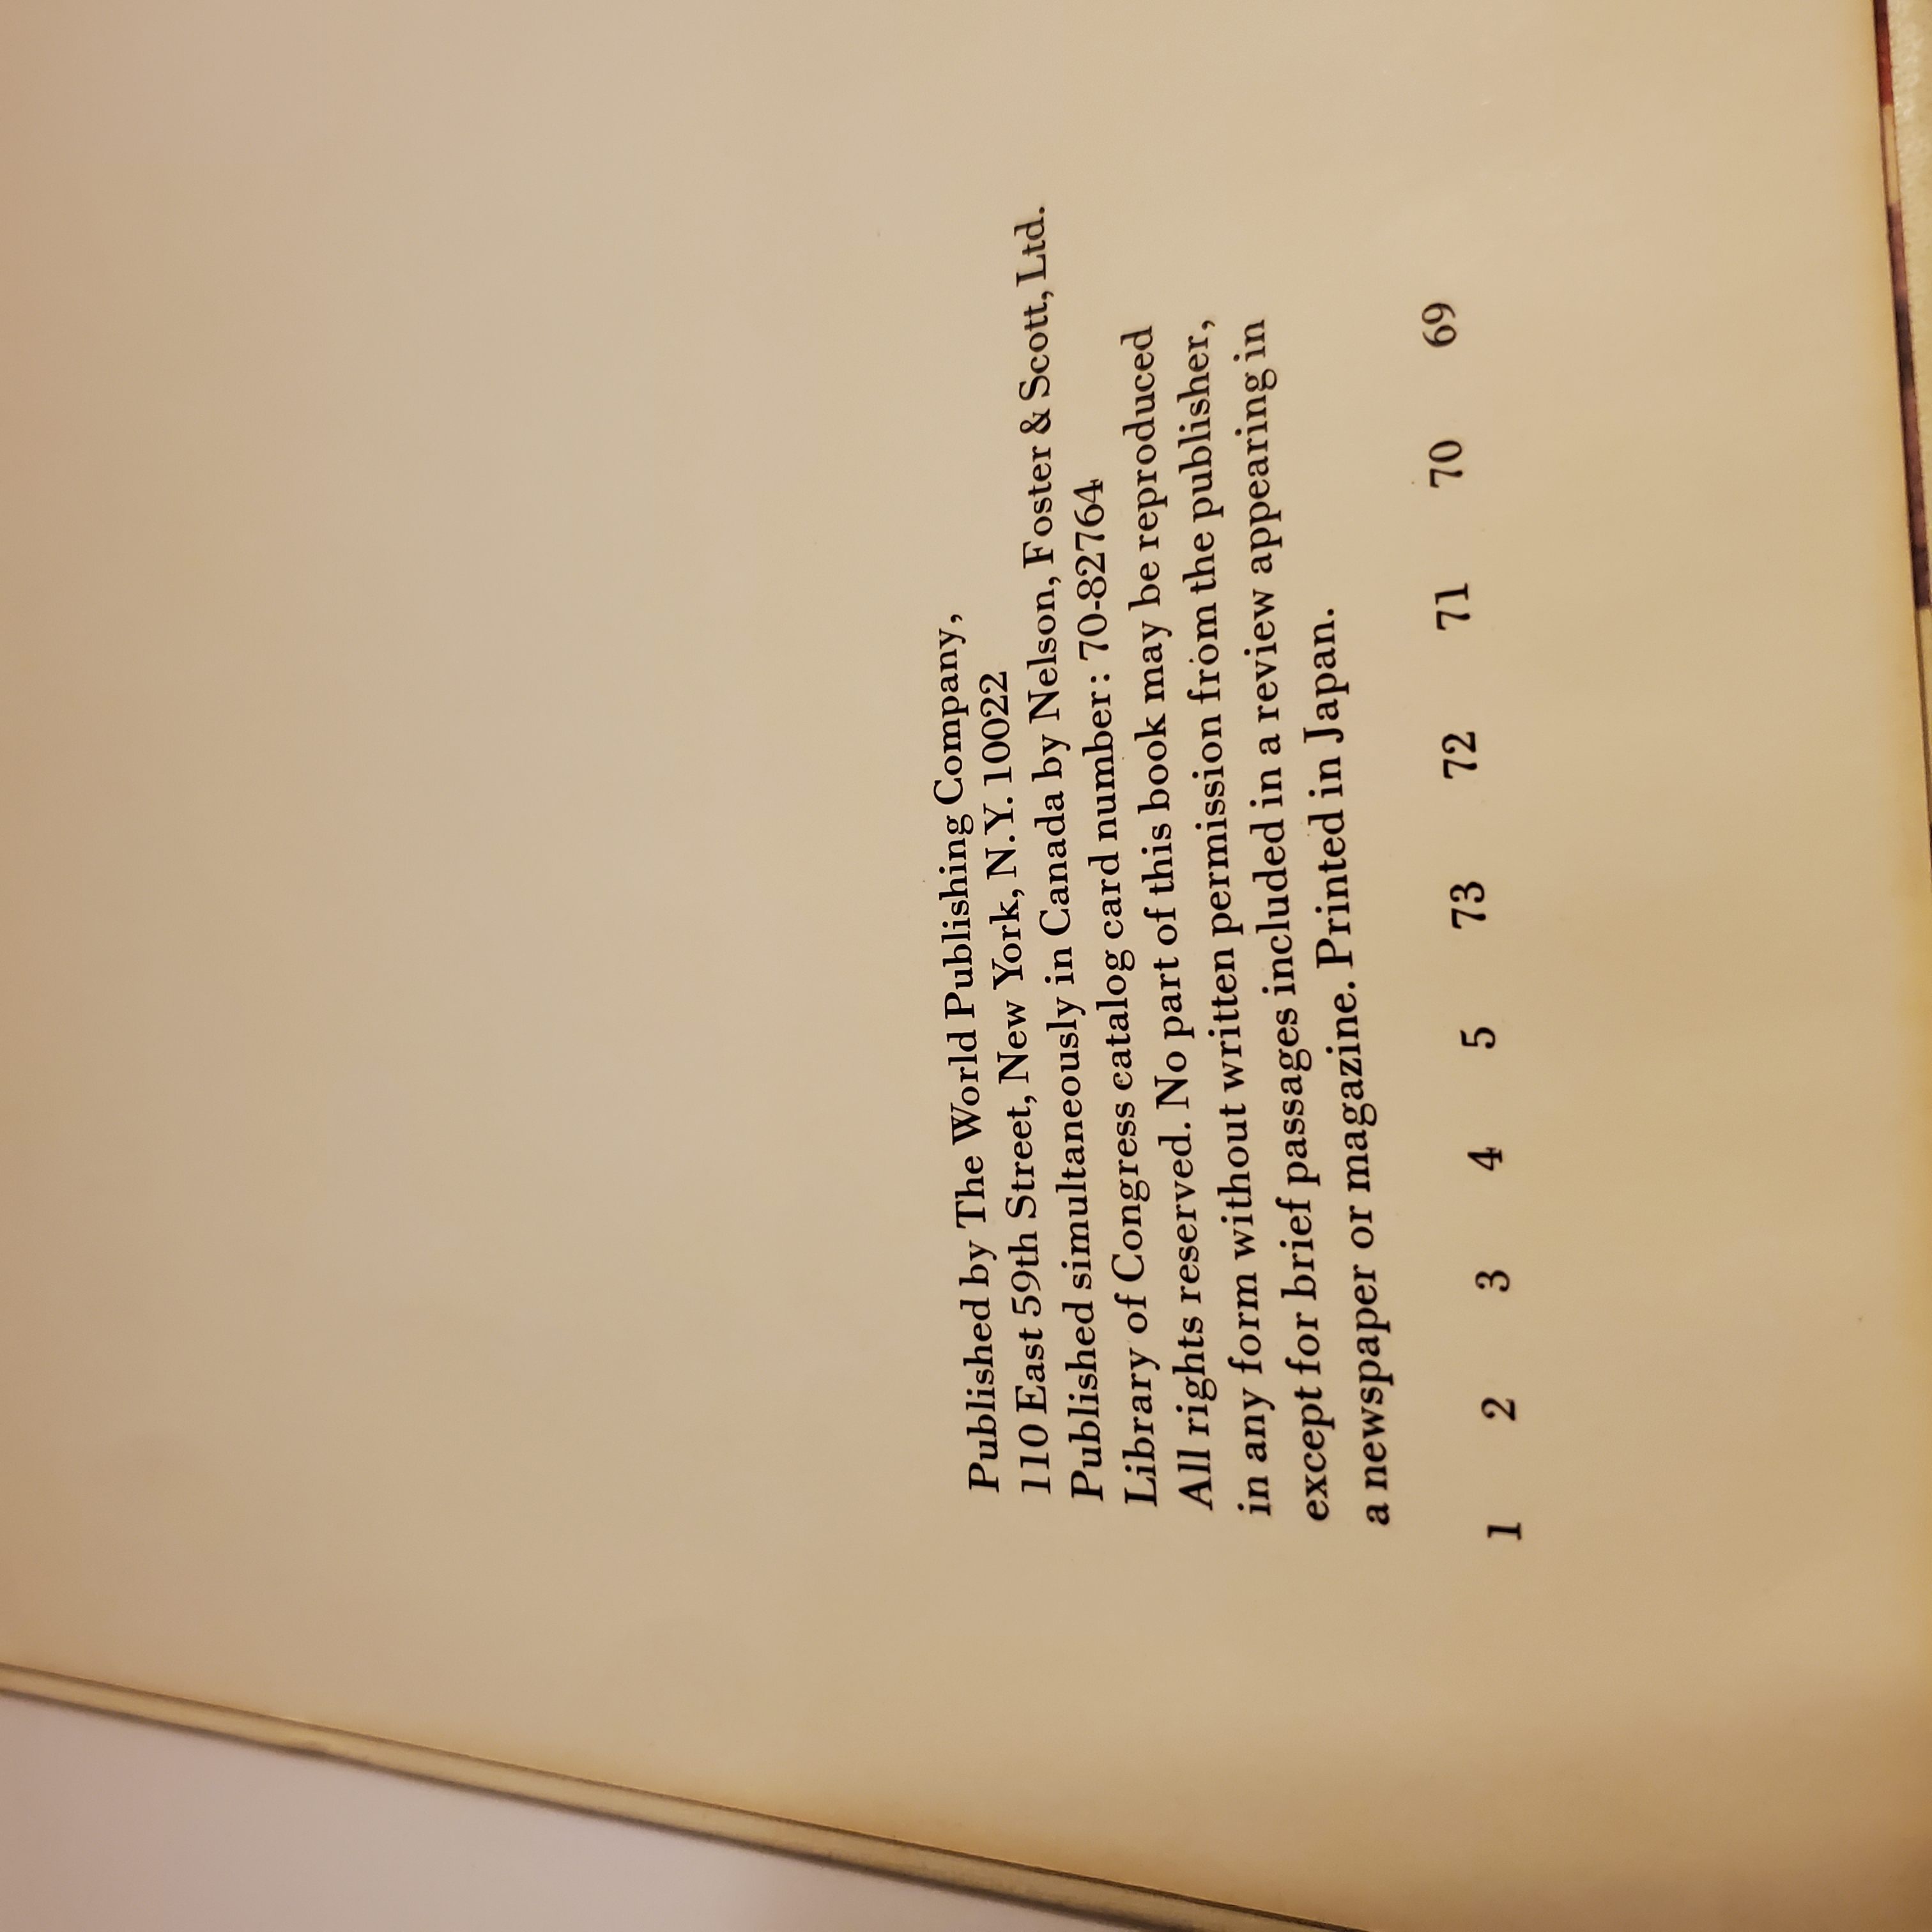 Published by The World Publishing Company,
110 East 59th Street, New York, N.Y. 10022
Published simultaneously in Canada by Nelson, Foster & Scott, Ltd.
Library of Congress catalog card number: 70-82764
All rights reserved. No part of this book may be reproduced
in any form without written permission from the publisher,
except for brief passages included in a review appearing in
a newspaper or magazine. Printed in Japan.
1 2 3 4 5 73 72 71 70 69